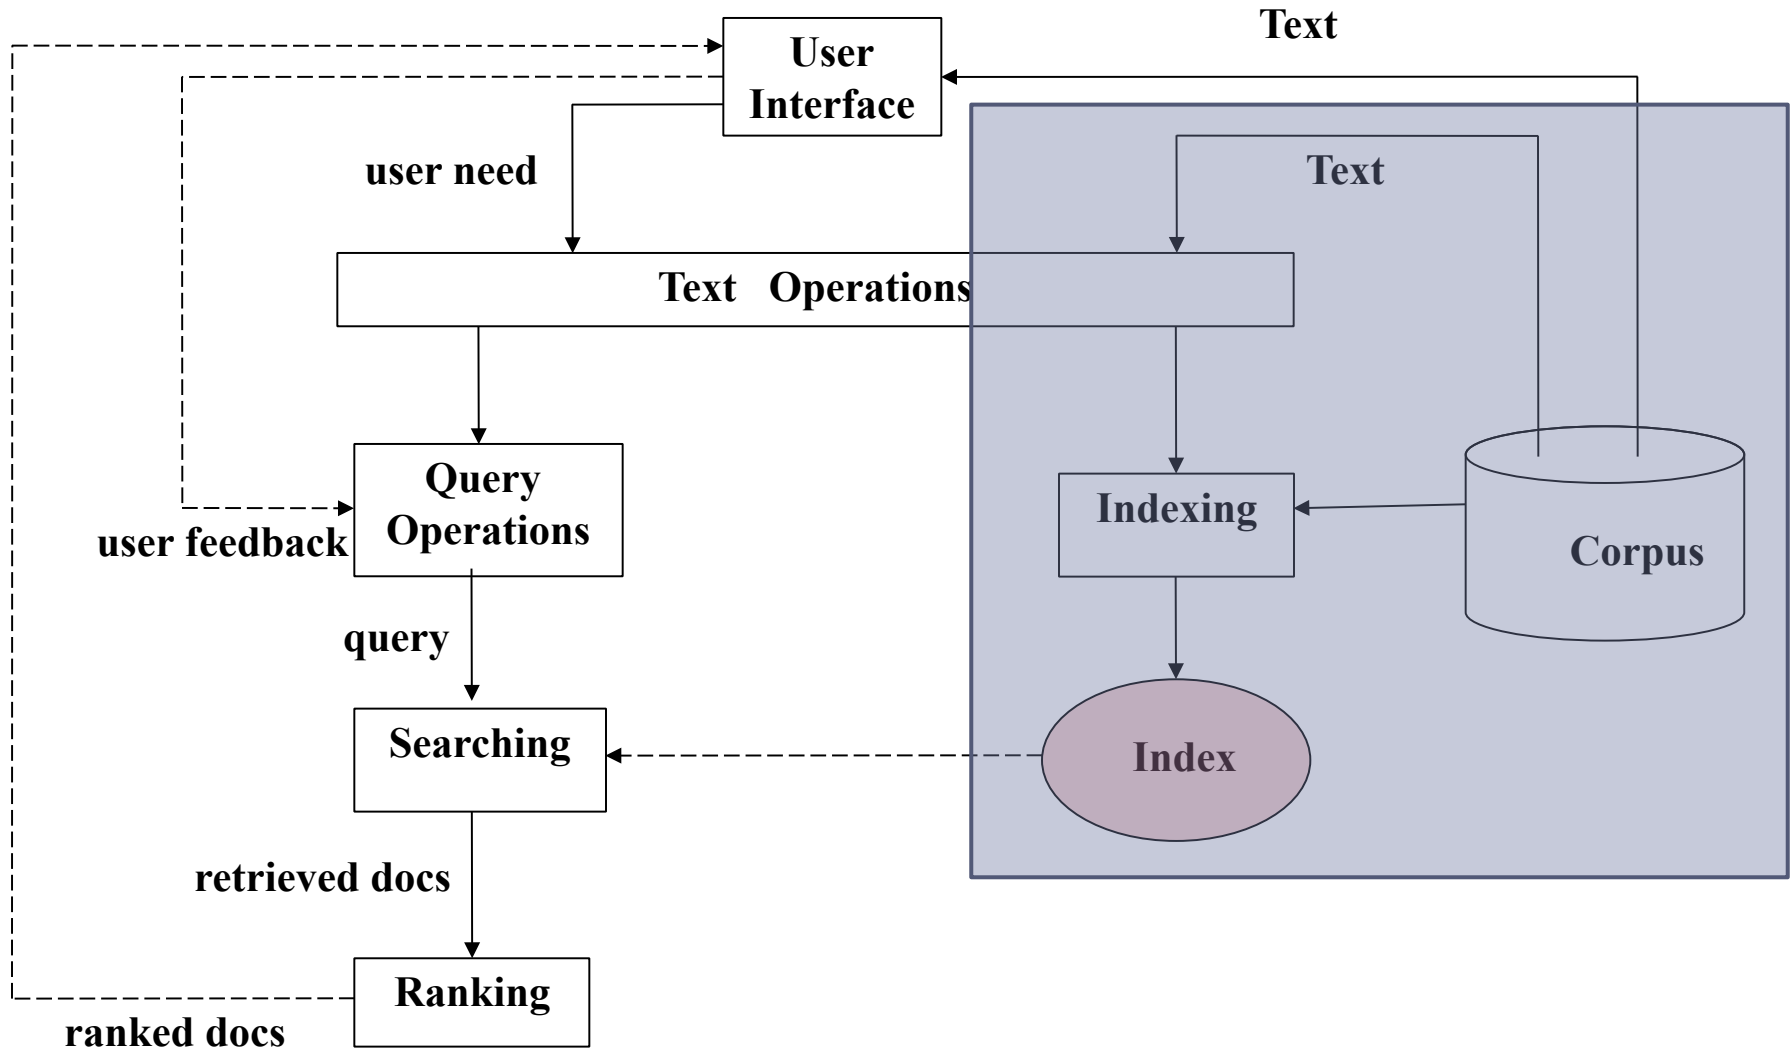 Text
User
Interface
user need
Text
Text Operations
Query
Operations
Indexing
user feedback
Corpus
query
Searching
Index
retrieved docs
Ranking
ranked docs